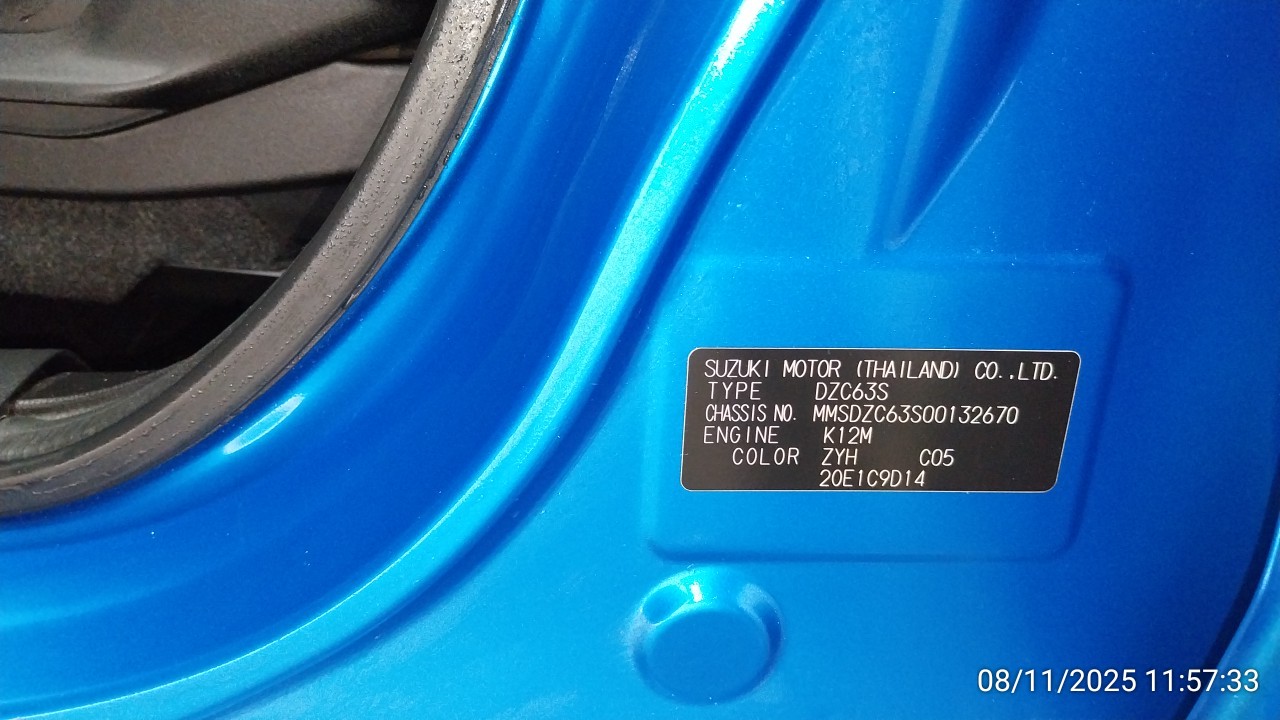 SUZUKI MOTOR (THAILAND) CO.,LTD.
TYPE DZC63S
CHASSIS NO. MMSDZC63S00132670
ENGINE K12M
COLOR ZYH C05
20E1C9D14
08/11/2025 11:57:33